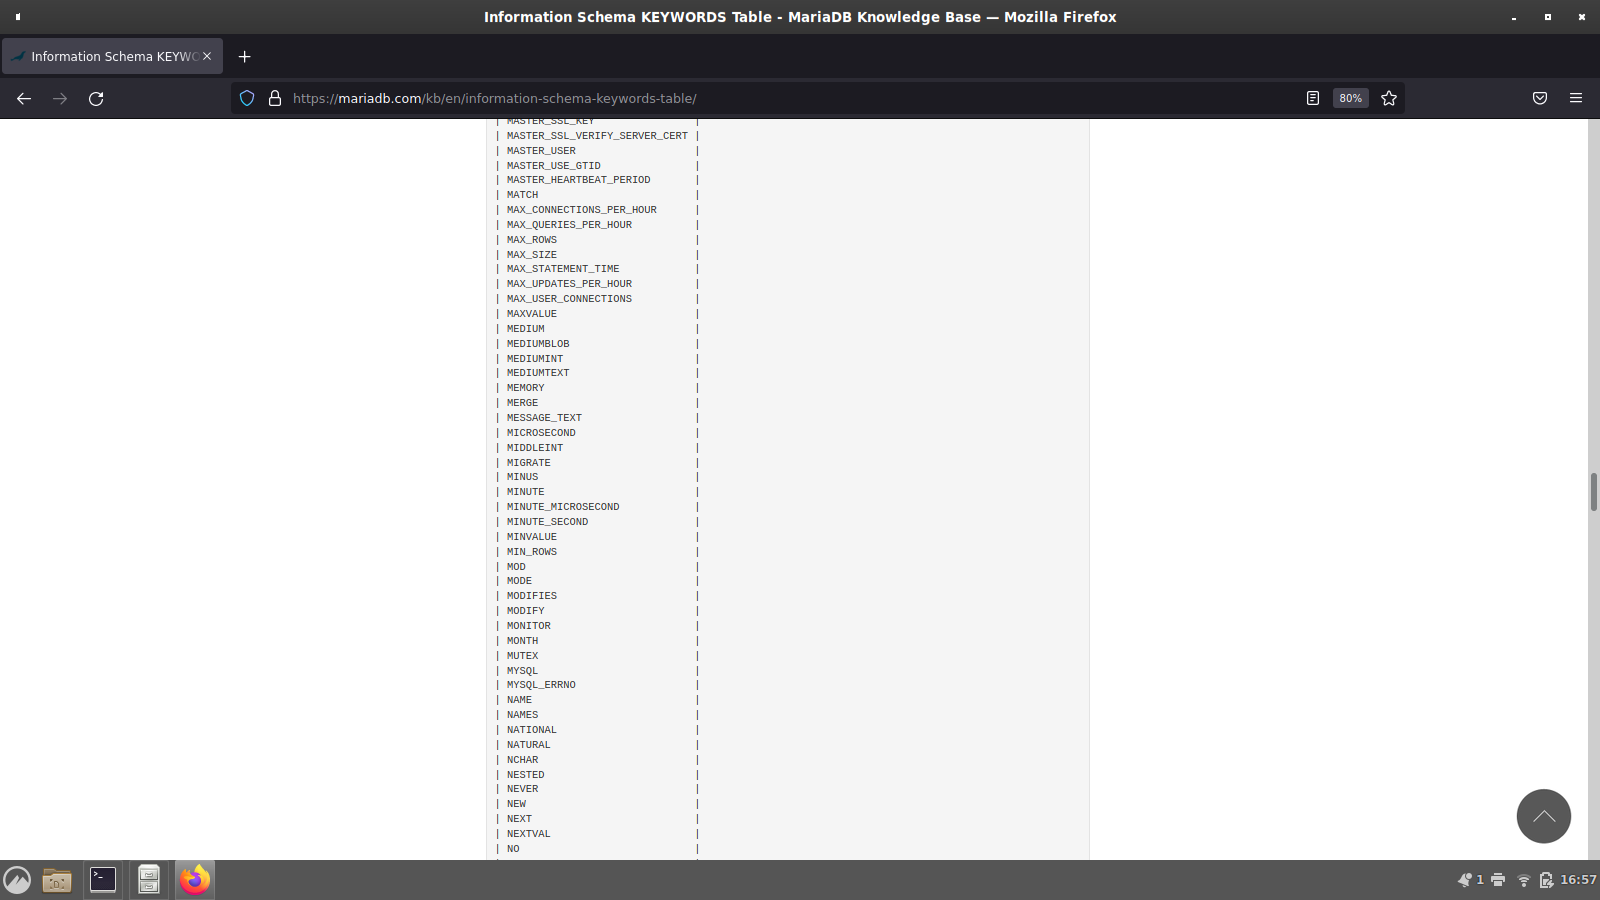 Information Schema KEYWORDS Table - MariaDB Knowledge Base — Mozilla Firefox
Information Schema KEYWO
https://mariadb.com/kb/en/information-schema-keywords-table/
80%
| MASTER_SSL_KEY |
| MASTER_SSL_VERIFY_SERVER_CERT |
| MASTER_USER |
| MASTER_USE_GTID |
| MASTER_HEARTBEAT_PERIOD |
| MATCH |
| MAX_CONNECTIONS_PER_HOUR |
| MAX_QUERIES_PER_HOUR |
| MAX_ROWS |
| MAX_SIZE |
| MAX_STATEMENT_TIME |
| MAX_UPDATES_PER_HOUR |
| MAX_USER_CONNECTIONS |
| MAXVALUE |
| MEDIUM |
| MEDIUMBLOB |
| MEDIUMINT |
| MEDIUMTEXT |
| MEMORY |
| MERGE |
| MESSAGE_TEXT |
| MICROSECOND |
| MIDDLEINT |
| MIGRATE |
| MINUS |
| MINUTE |
| MINUTE_MICROSECOND |
| MINUTE_SECOND |
| MINVALUE |
| MIN_ROWS |
| MOD |
| MODE |
| MODIFIES |
| MODIFY |
| MONITOR |
| MONTH |
| MUTEX |
| MYSQL |
| MYSQL_ERRNO |
| NAME |
| NAMES |
| NATIONAL |
| NATURAL |
| NCHAR |
| NESTED |
| NEVER |
| NEW |
| NEXT |
| NEXTVAL |
| NO |
1
16:57